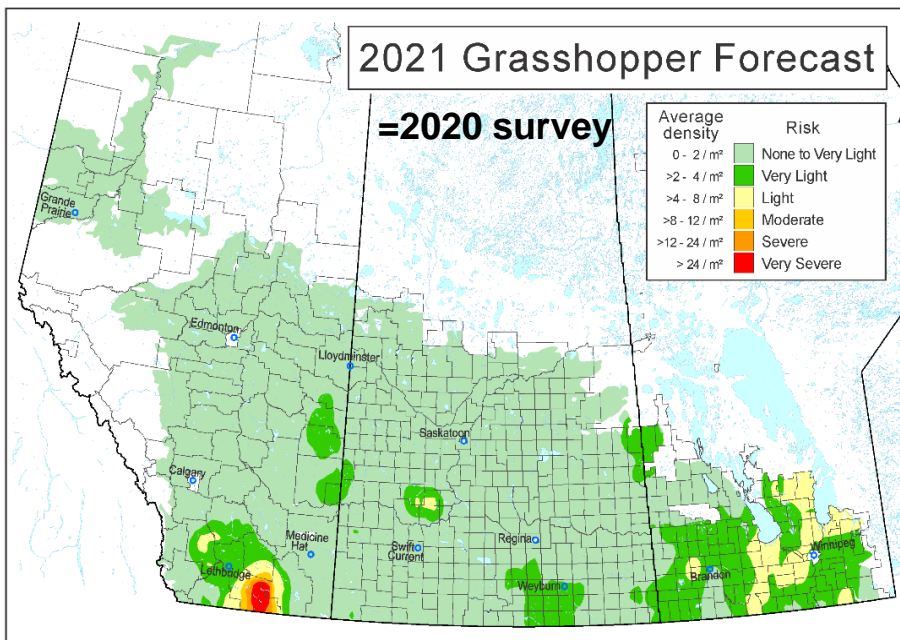 2021 Grasshopper Forecast
=2020 survey
Average density
Risk
0 - 2 / m² None to Very Light
>2 - 4 / m² Very Light
>4 - 8 / m² Light
>8 - 12 / m² Moderate
>12 - 24 / m² Severe
> 24 / m² Very Severe
Grande
Prairie
Edmonton
Lloydminster
Saskatoon
Calgary
Medicine
Hat
Swift
Current
Regina
Winnipeg
Lethbridge
Brandon
Weyburn